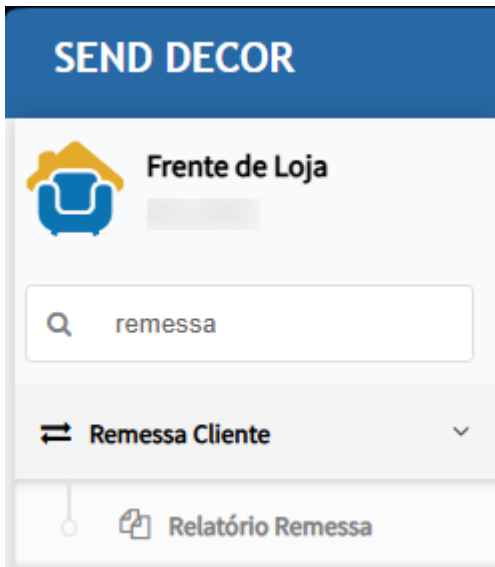 SEND DECOR
Frente de Loja
remessa
Remessa Cliente
Relatório Remessa